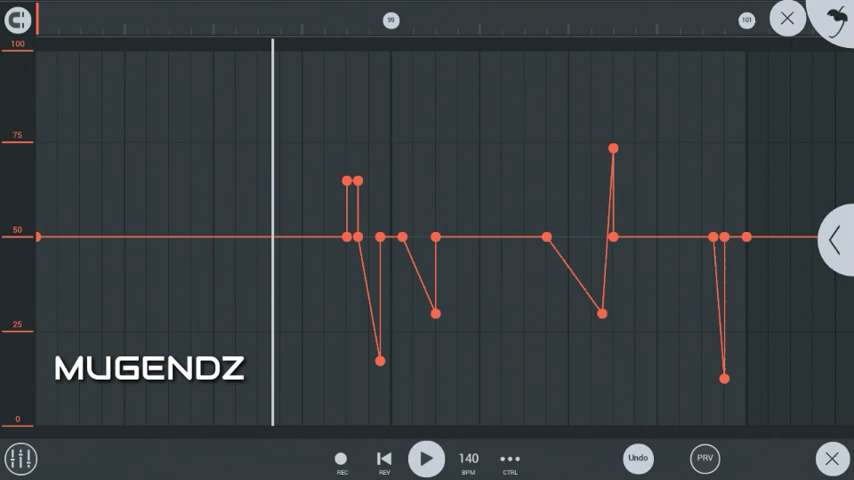 99
101
100
75
50
25
0
MUGENDZ
REC
REV
140
BPM
CTRL
Undo
PRV